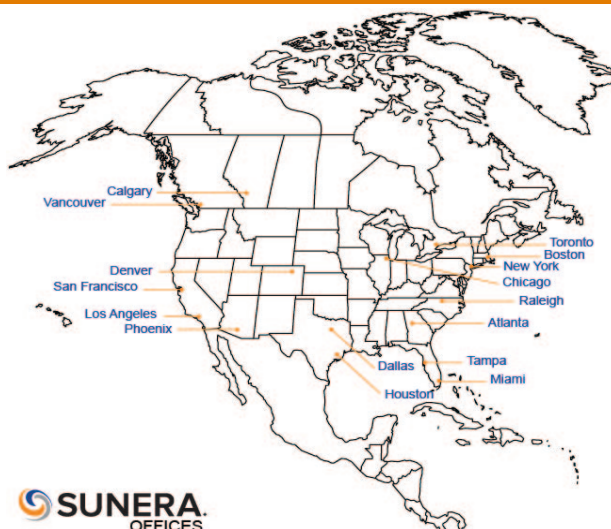 Calgary
Vancouver
Toronto
Boston
New York
Denver
Chicago
San Francisco
Raleigh
Los Angeles
Atlanta
Phoenix
Dallas
Tampa
Miami
Houston
SUNERA.
OFFICES